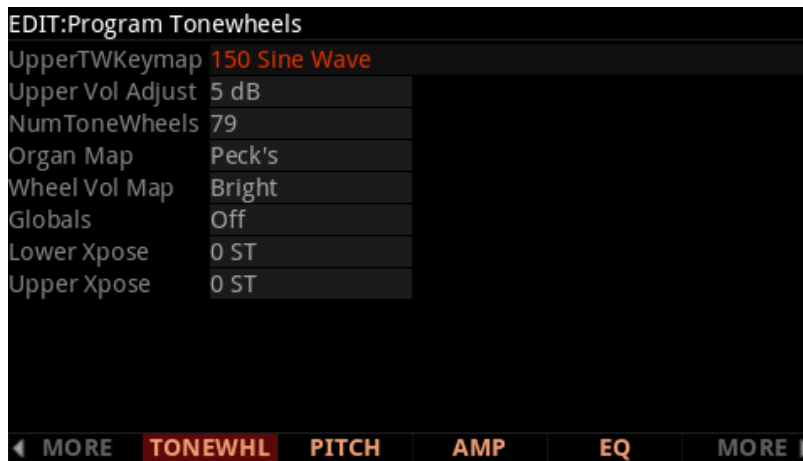 EDIT:Program Tonewheels
UpperTWKeymap 150 Sine Wave
Upper Vol Adjust 5 dB
NumToneWheels 79
Organ Map Peck's
Wheel Vol Map Bright
Globals Off
Lower Xpose 0 ST
Upper Xpose 0 ST
MORE TONEWHL PITCH AMP EQ MORE